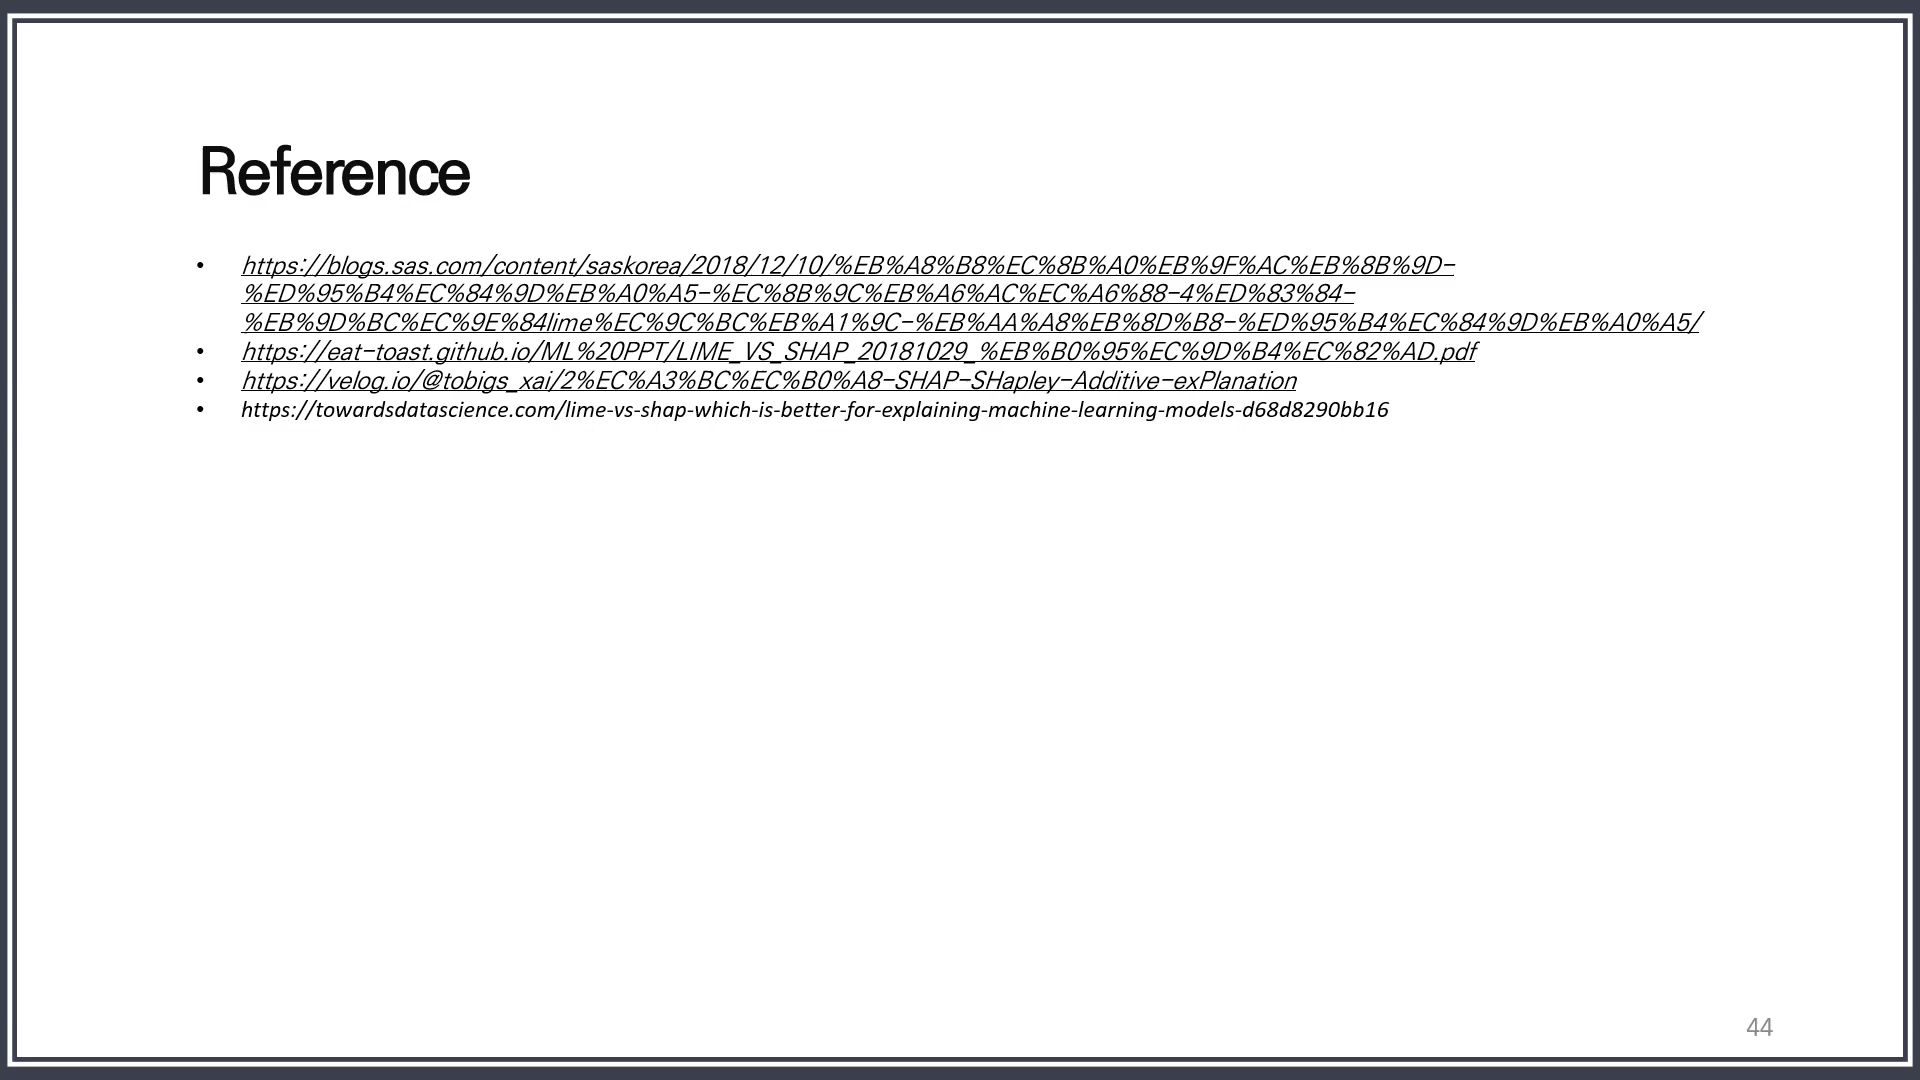 Reference
• https://blogs.sas.com/content/saskorea/2018/12/10/%EB%A8%B8%EC%8B%A0%EB%9F%AC%EB%8B%9D-
%ED%95%B4%EC%84%9D%EB%A0%A5-%EC%8B%9C%EB%A6%AC%EC%A6%88-4%ED%83%84-
%EB%9D%BC%EC%9E%84lime%EC%9C%BC%EB%A1%9C-%EB%AA%A8%EB%8D%B8-%ED%95%B4%EC%84%9D%EB%A0%A5/
• https://eat-toast.github.io/ML%20PPT/LIME_VS_SHAP_20181029_%EB%B0%95%EC%9D%B4%EC%82%AD.pdf
• https://velog.io/@tobigs_xai/2%EC%A3%BC%EC%B0%A8-SHAP-SHapley-Additive-exPlanation
• https://towardsdatascience.com/lime-vs-shap-which-is-better-for-explaining-machine-learning-models-d68d8290bb16
44